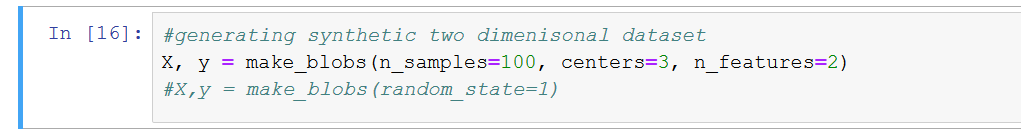 In [16]: #generating synthetic two dimenisonal dataset
X, y = make_blobs(n_samples=100, centers=3, n_features=2)
#X,y = make_blobs(random_state=1)